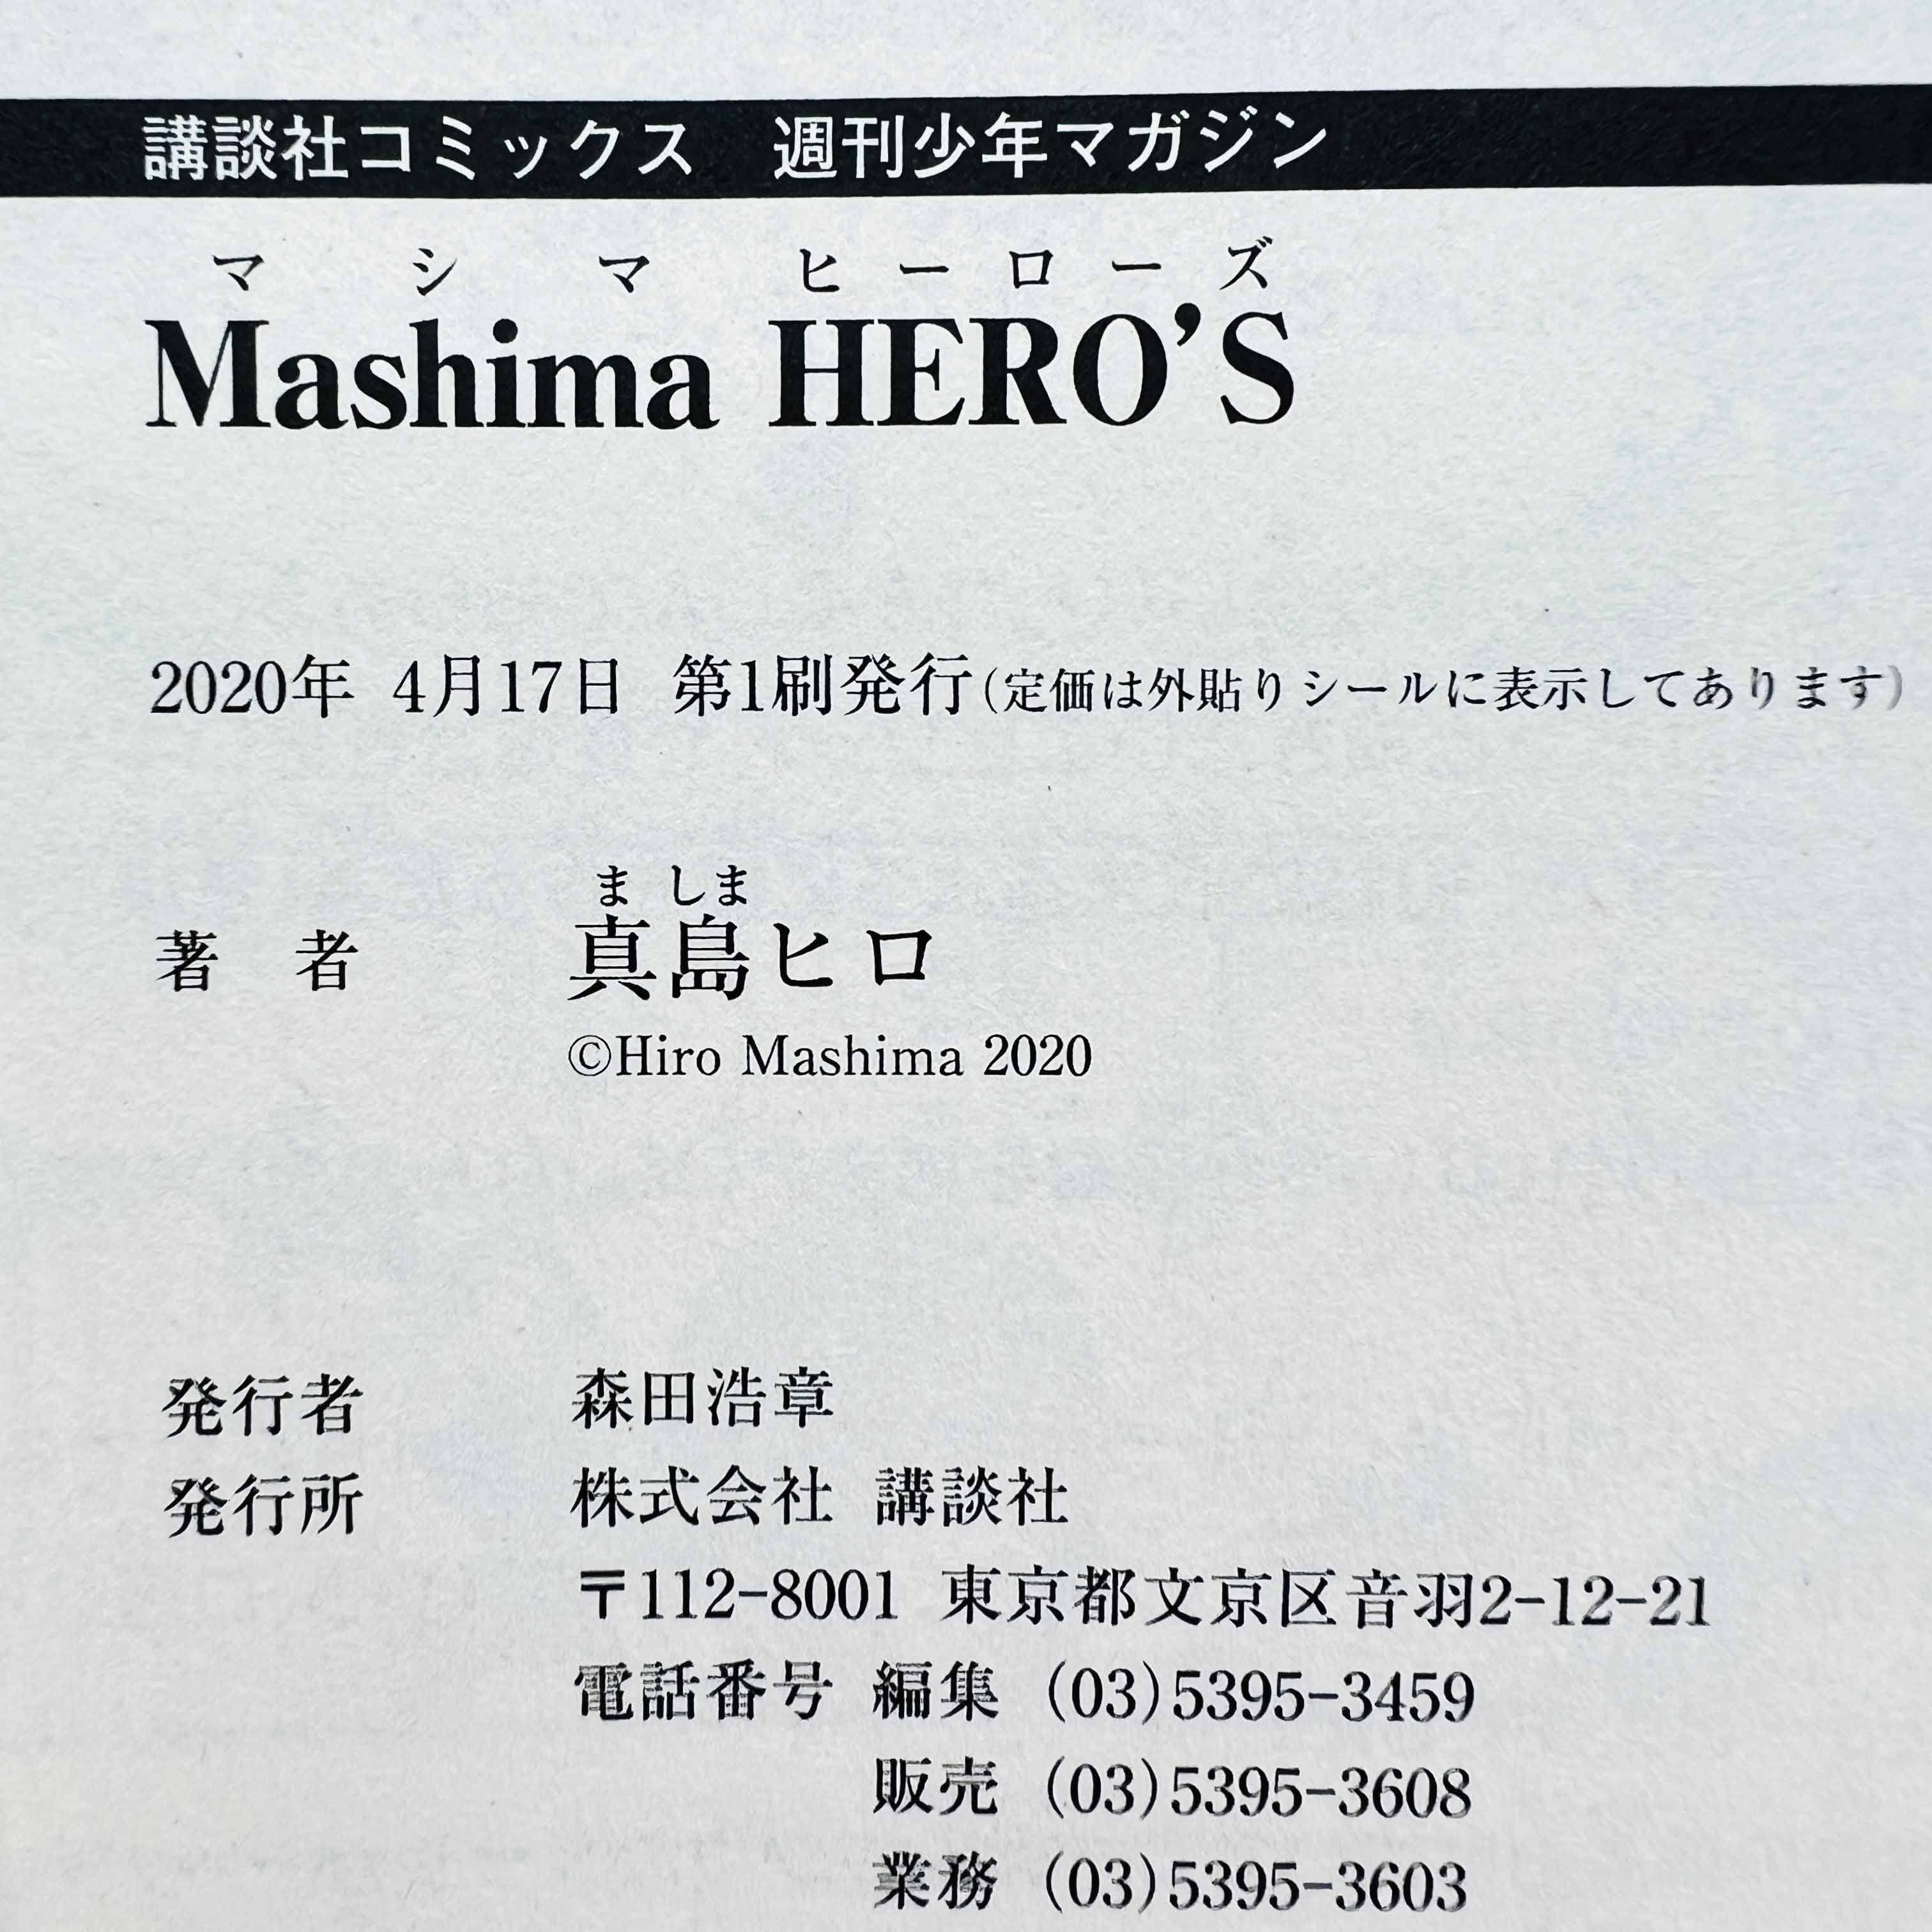 講談社コミックス　週刊少年マガジン
マシマ ヒーローズ
Mashima HERO'S
2020年 4月17日 第1刷発行(定価は外貼りシールに表示してあります)
ま しま
著　者 真島ヒロ
©Hiro Mashima 2020
発行者 森田浩章
発行所 株式会社 講談社
〒112-8001 東京都文京区音羽2-12-21
電話番号 編集 (03)5395-3459
販売 (03)5395-3608
業務 (03)5395-3603